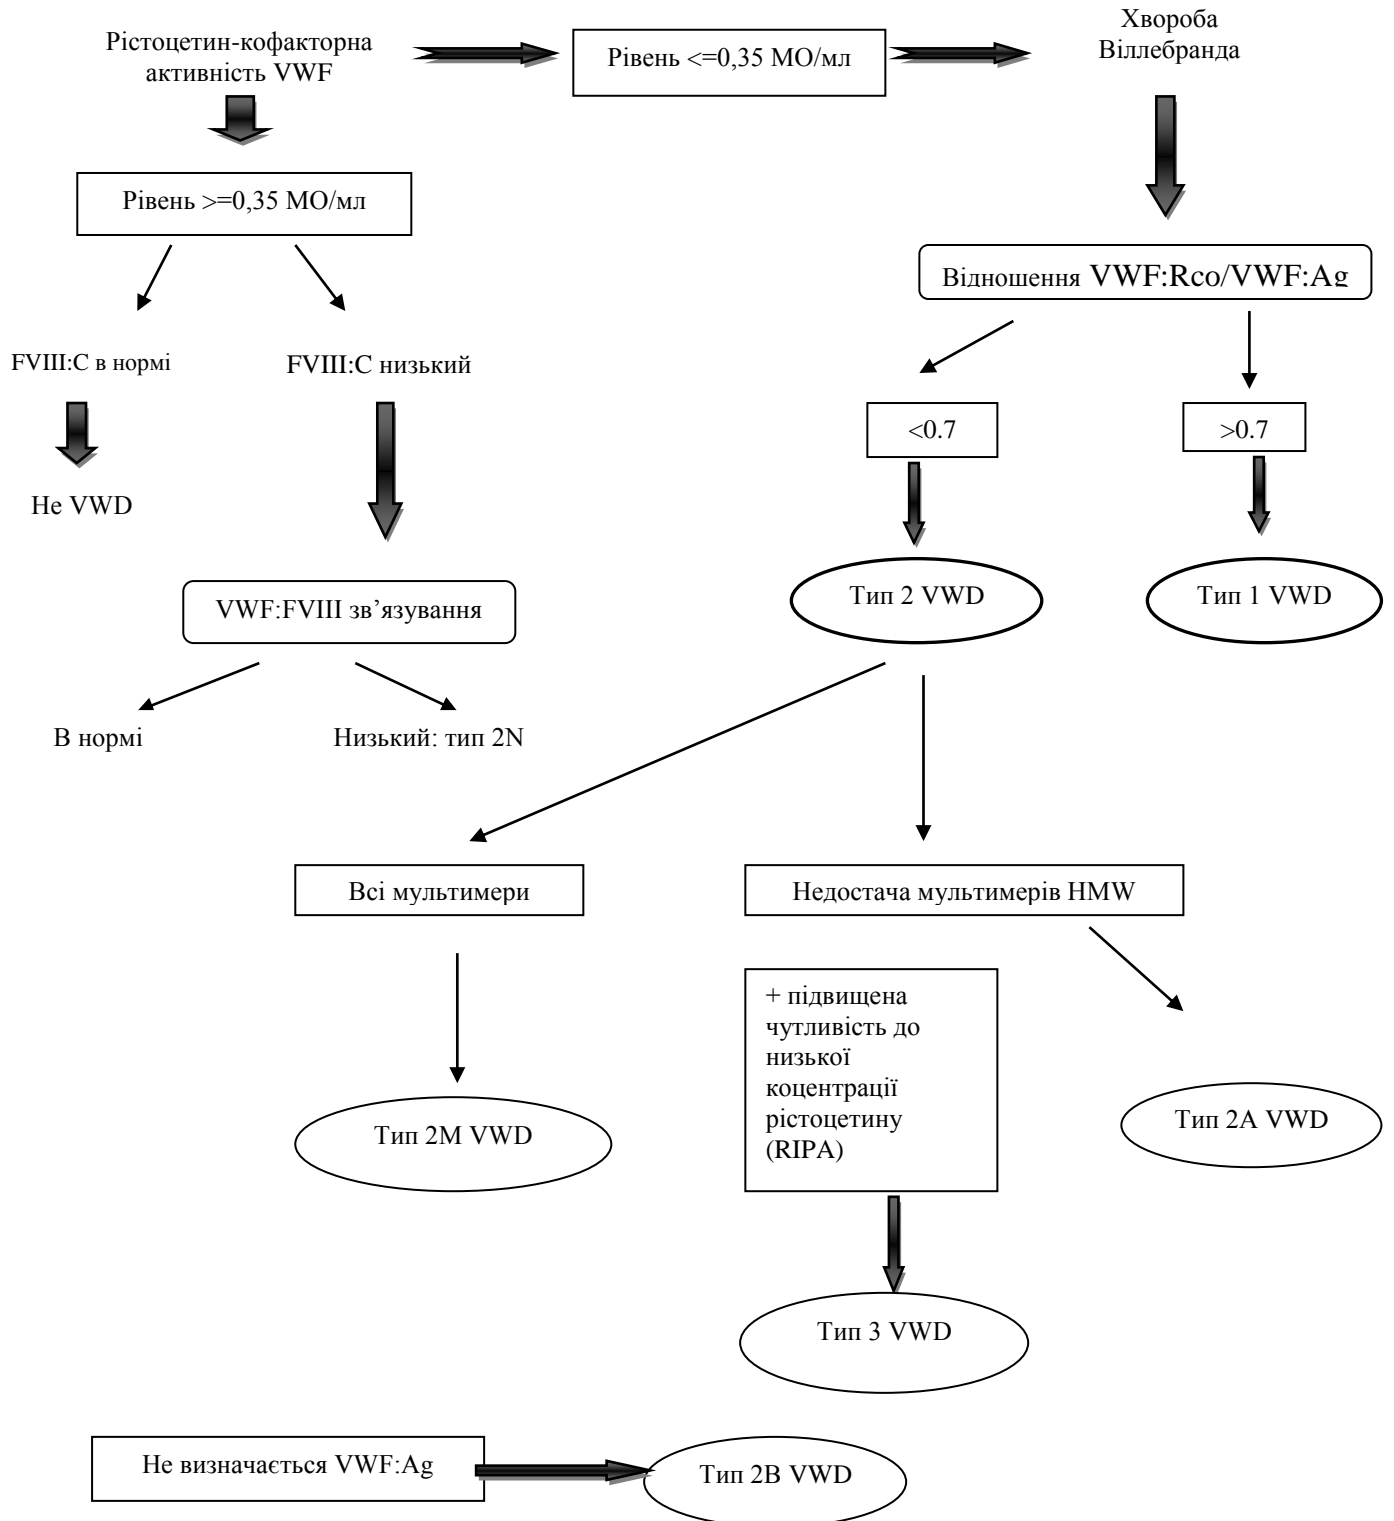 Рістоцетин-кофакторна
активність VWF
Рівень <=0,35 МО/мл
Хвороба
Віллебранда
Рівень >=0,35 МО/мл
Відношення VWF:Rco/VWF:Ag
FVIII:C в нормі
FVIII:C низький
<0.7
>0.7
Не VWD
VWF:FVIII зв’язування
Тип 2 VWD
Тип 1 VWD
В нормі
Низький: тип 2N
Всі мультимери
Недостача мультимерів HMW
+ підвищена
чутливість до
низької
коцентрації
рістоцетину
(RIPA)
Тип 2M VWD
Тип 2A VWD
Тип 3 VWD
Не визначається VWF:Ag
Тип 2B VWD